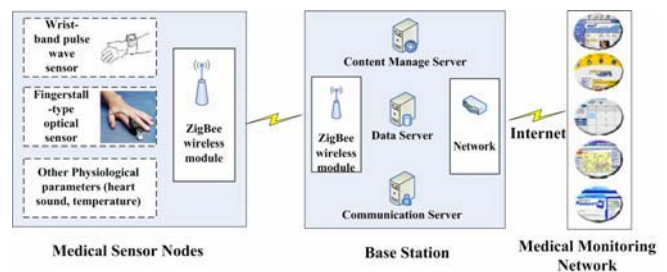 Wrist-
band pulse
wave
sensor
Fingerstall
-type
optical
sensor
Other Physiological
parameters (heart
sound, temperature)
ZigBee
wireless
module
Medical Sensor Nodes
Content Manage Server
ZigBee
wireless
module
Data Server
Network
Communication Server
Base Station
Internet
Medical Monitoring
Network